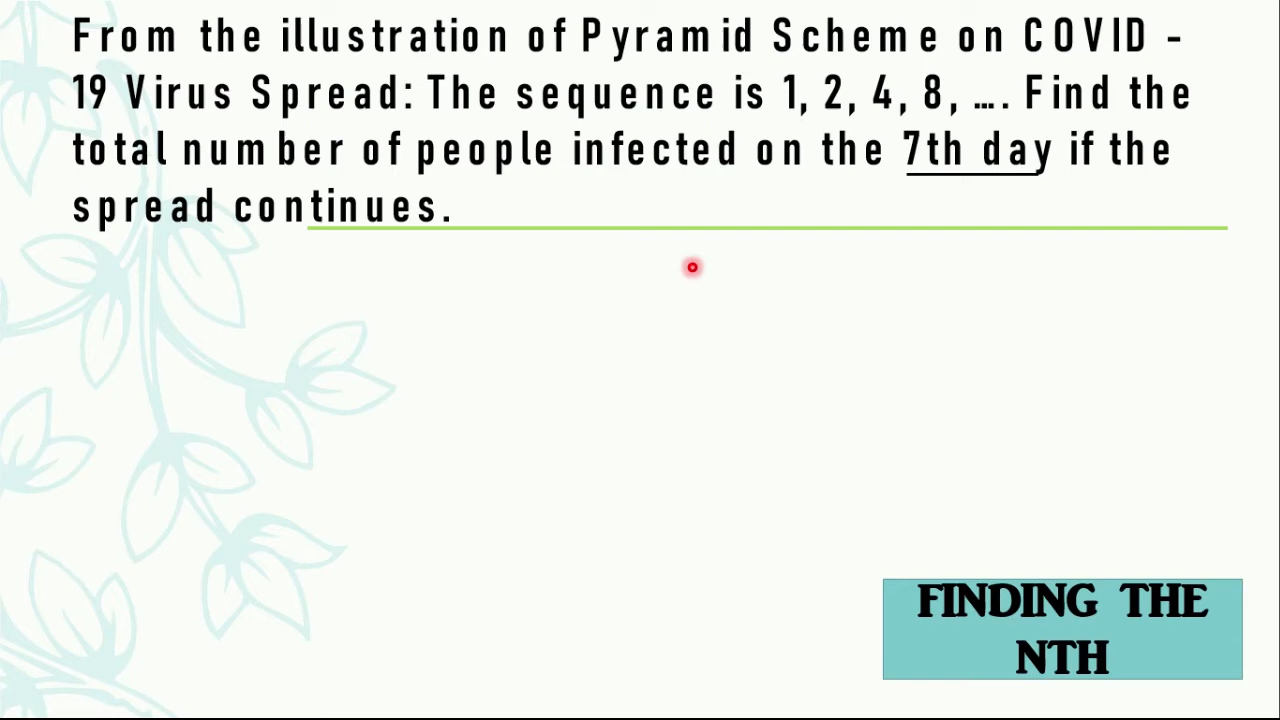 From the illustration of Pyramid Scheme on COVID -
19 Virus Spread: The sequence is 1, 2, 4, 8, .... Find the
total number of people infected on the 7th day if the
spread continues.
FINDING THE
NTH